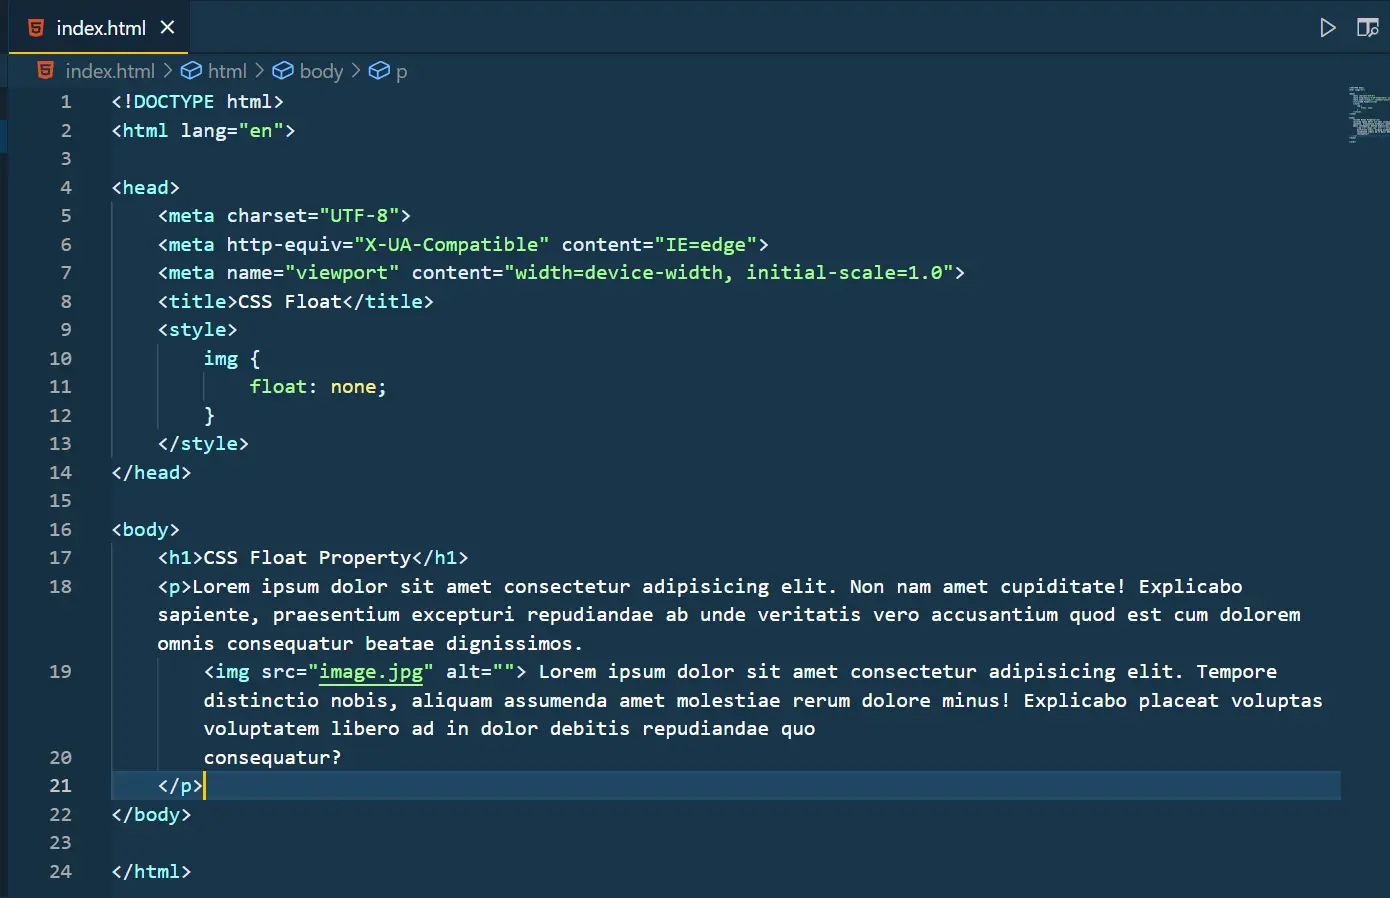 index.html ×
index.html > html > body > p
1 <!DOCTYPE html>
2 <html lang="en">
3
4 <head>
5 <meta charset="UTF-8">
6 <meta http-equiv="X-UA-Compatible" content="IE=edge">
7 <meta name="viewport" content="width=device-width, initial-scale=1.0">
8 <title>CSS Float</title>
9 <style>
10 img {
11 float: none;
12 }
13 </style>
14 </head>
15
16 <body>
17 <h1>CSS Float Property</h1>
18 <p>Lorem ipsum dolor sit amet consectetur adipisicing elit. Non nam amet cupiditate! Explicabo
sapiente, praesentium excepturi repudiandae ab unde veritatis vero accusantium quod est cum dolorem
omnis consequatur beatae dignissimos.
19 <img src="image.jpg" alt=""> Lorem ipsum dolor sit amet consectetur adipisicing elit. Tempore
distinctio nobis, aliquam assumenda amet molestiae rerum dolore minus! Explicabo placeat voluptas
voluptatem libero ad in dolor debitis repudiandae quo
20 consequatur?
21 </p>
22 </body>
23
24 </html>